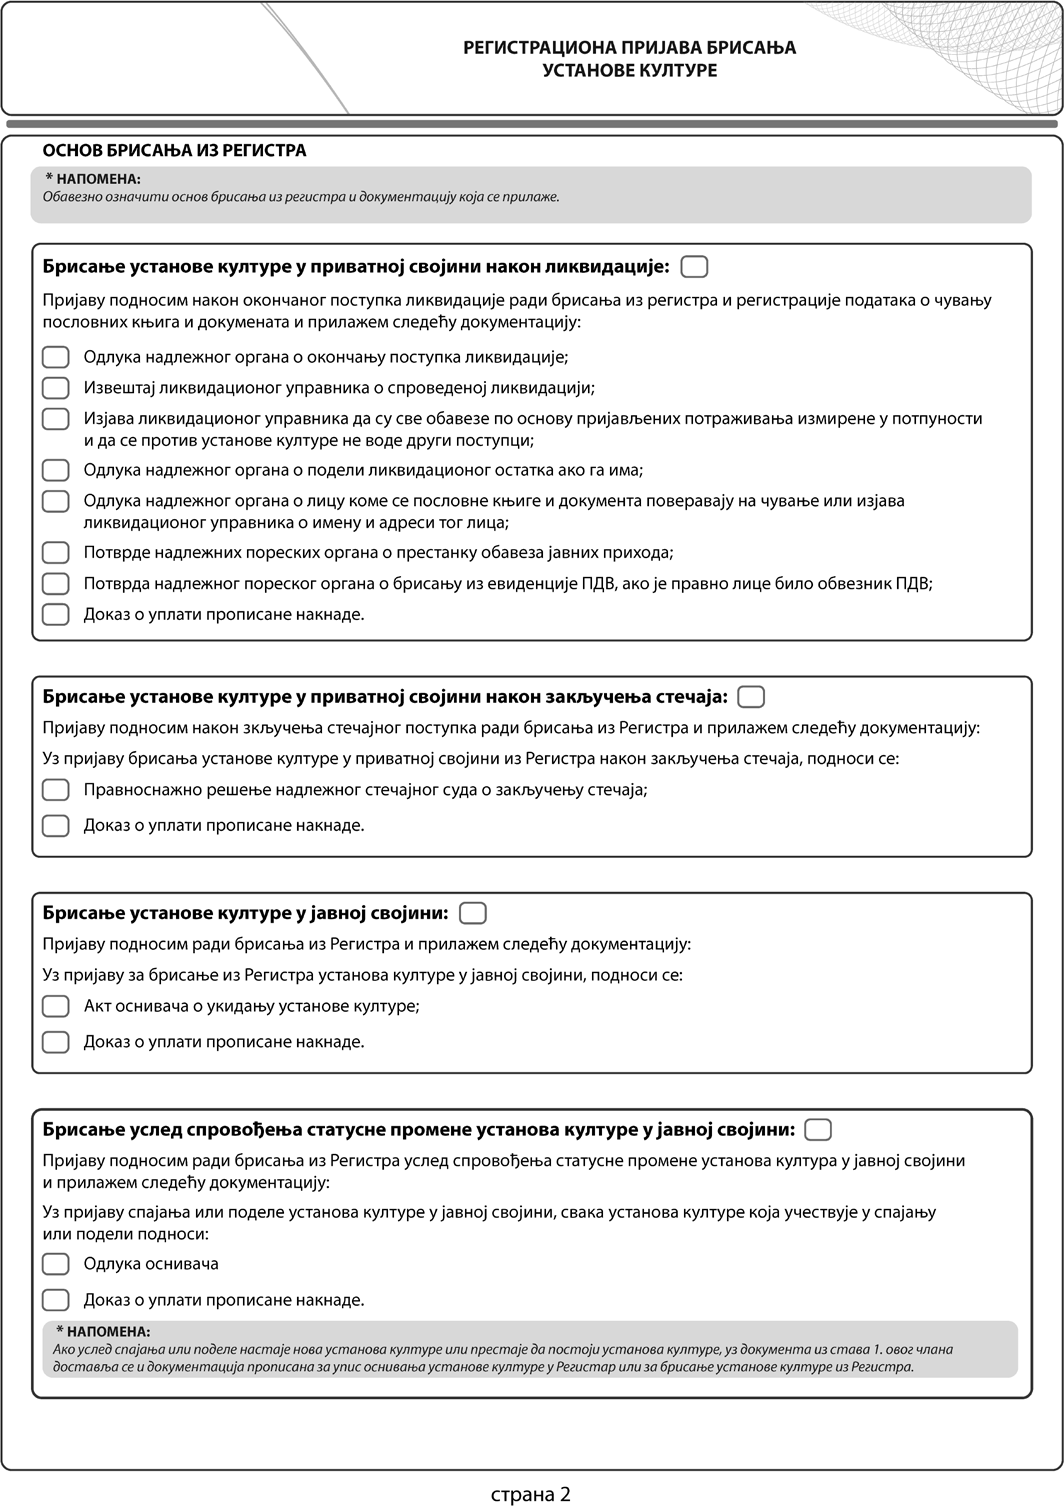 РЕГИСТРАЦИОНА ПРИЈАВА БРИСАЊА
УСТАНОВЕ КУЛТУРЕ
ОСНОВ БРИСАЊА ИЗ РЕГИСТРА
* НАПОМЕНА:
Обавезно означити основ брисања из регистра и документацију која се прилаже.
Брисање установе културе у приватној својини након ликвидације:
Пријаву подносим након окончаног поступка ликвидације ради брисања из регистра и регистрације података о чувању
пословних књига и докумената и прилажем следећу документацију:
Одлука надлежног органа о окончању поступка ликвидације;
Извештај ликвидационог управника о спроведеној ликвидацији;
Изјава ликвидационог управника да су све обавезе по основу пријављених потраживања измирене у потпуности
и да се против установе културе не воде други поступци;
Одлука надлежног органа о подели ликвидационог остатка ако га има;
Одлука надлежног органа о лицу коме се пословне књиге и документа поверавају на чување или изјава
ликвидационог управника о имену и адреси тог лица;
Потврде надлежних пореских органа о престанку обавеза јавних прихода;
Потврда надлежног пореског органа о брисању из евиденције ПДВ, ако је правно лице било обвезник ПДВ;
Доказ о уплати прописане накнаде.
Брисање установе културе у приватној својини након закључења стечаја:
Пријаву подносим након зкључења стечајног поступка ради брисања из Регистра и прилажем следећу документацију:
Уз пријаву брисања установе културе у приватној својини из Регистра након закључења стечаја, подноси се:
Правноснажно решење надлежног стечајног суда о закључењу стечаја;
Доказ о уплати прописане накнаде.
Брисање установе културе у јавној својини:
Пријаву подносим ради брисања из Регистра и прилажем следећу документацију:
Уз пријаву за брисање из Регистра установа културе у јавној својини, подноси се:
Акт оснивача о укидању установе културе;
Доказ о уплати прописане накнаде.
Брисање услед спровођења статусне промене установа културе у јавној својини:
Пријаву подносим ради брисања из Регистра услед спровођења статусне промене установа култура у јавној својини
и прилажем следећу документацију:
Уз пријаву спајања или поделе установа културе у јавној својини, свака установа културе која учествује у спајању
или подели подноси:
Одлука оснивача
Доказ о уплати прописане накнаде.
* НАПОМЕНА:
Ако услед спајања или поделе настаје нова установа културе или престаје да постоји установа културе, уз документа из става 1. овог члана
доставља се и документација прописана за упис оснивања установе културе у Регистар или за брисање установе културе из Регистра.
страна 2